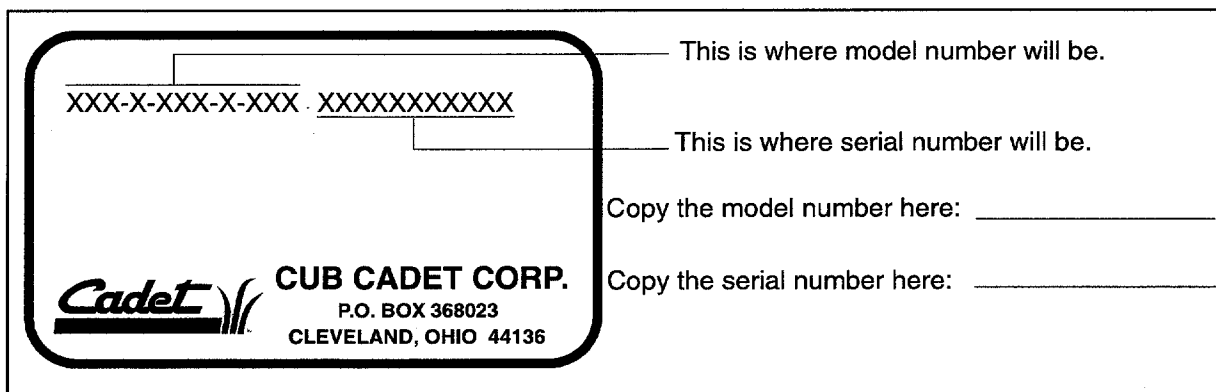 This is where model number will be.
XXX-X-XXX-X-XXX XXXXXXXXXXX
This is where serial number will be.
Copy the model number here:
Copy the serial number here:
Cadet
CUB CADET CORP.
P.O. BOX 368023
CLEVELAND, OHIO 44136